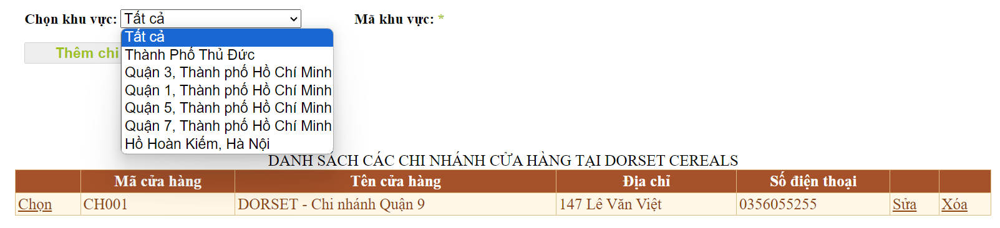 Chọn khu vực: Tất cả Mã khu vực: *
Tất cả
Thêm chi
Thành Phố Thủ Đức
Quận 3, Thành phố Hồ Chí Minh
Quận 1, Thành phố Hồ Chí Minh
Quận 5, Thành phố Hồ Chí Minh
Quận 7, Thành phố Hồ Chí Minh
Hồ Hoàn Kiếm, Hà Nội
DANH SÁCH CÁC CHI NHÁNH CỬA HÀNG TẠI DORSET CEREALS
Mã cửa hàng Tên cửa hàng Địa chỉ Số điện thoại
Chọn CH001 DORSET - Chi nhánh Quận 9 147 Lê Văn Việt 0356055255 Sửa Xóa